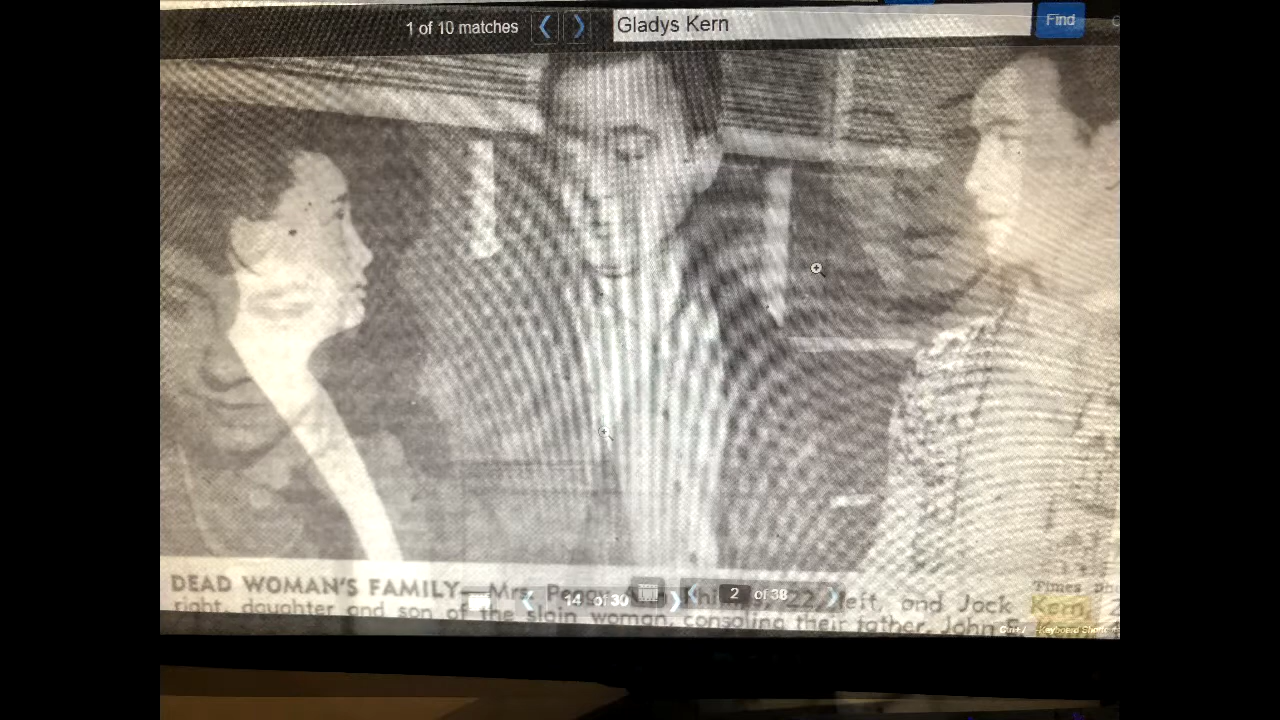 1 of 10 matches
Gladys Kern
Find
Times
DEAD WOMAN'S FAMILY—Mrs. 22, left, and Jack Kern,
right, daughter and son of the slain woman, consoling their father, John
14 of 30
2 of 38